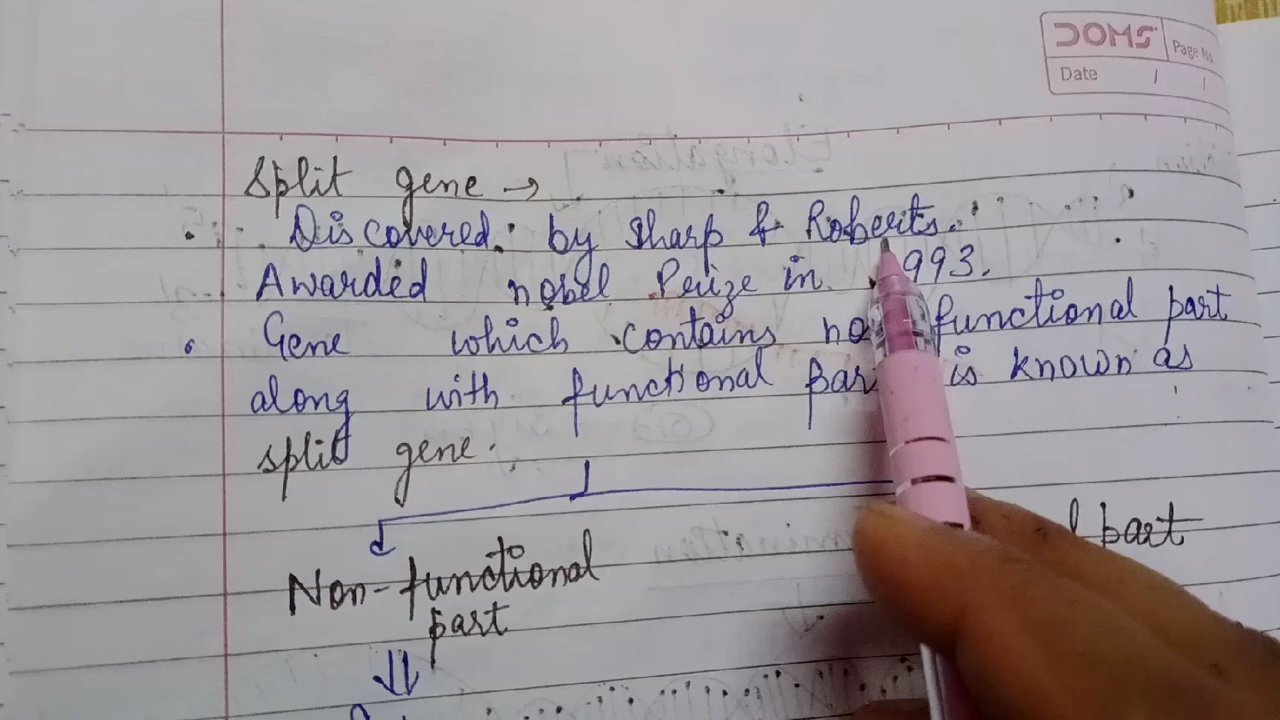 DOMS
Page No.
Date / /
Split gene →
• Discovered by Sharp & Roberts.
Awarded nobel Prize in 1993.
• Gene which contains non functional part
along with functional part is known as
split gene.
Non-functional part
part